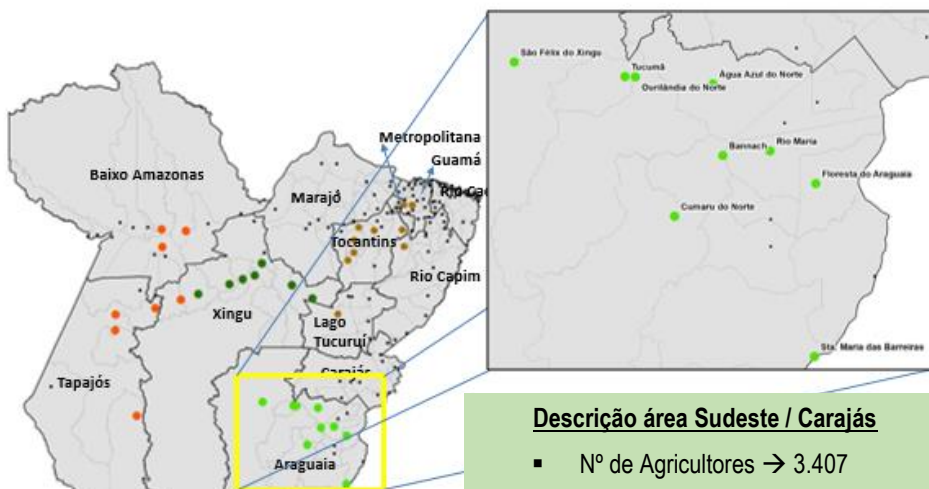 São Félix do Xingu
Tucumã
Água Azul do Norte
Ourilândia do Norte
Metropolitana
Guamá
Bannach
Rio Maria
Baixo Amazonas
Marajó
Floresta do Araguaia
Cumaru do Norte
Tocantins
Rio Capim
Xingu
Lago
Tucuruí
Sta. Maria das Barreiras
Carajás
Tapajós
Araguaia
Descrição área Sudeste / Carajás
▪ Nº de Agricultores → 3.407